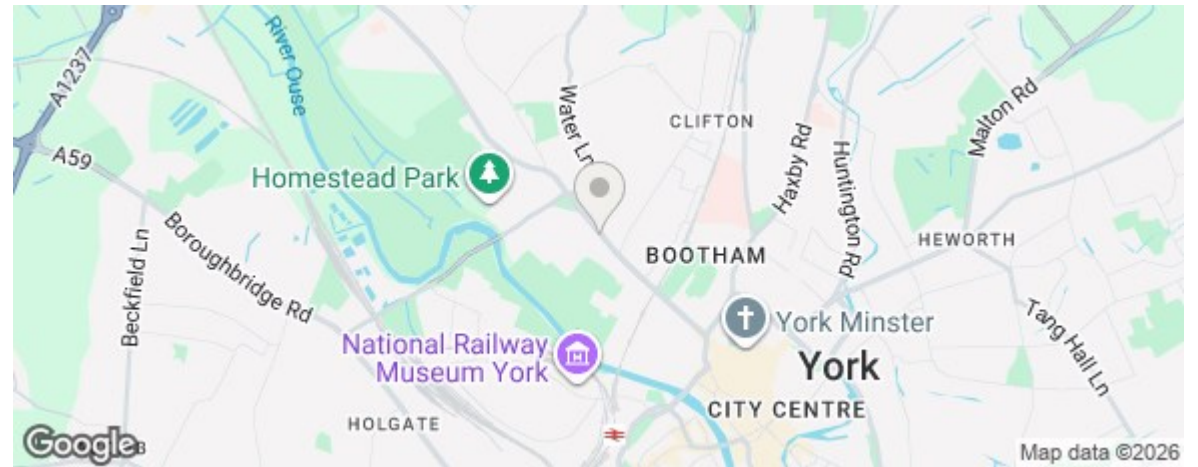 River Ouse
A1237
A59
Water Ln
CLIFTON
Haxby Rd
Huntington Rd
Malton Rd
Homestead Park
Beckfield Ln
Boroughbridge Rd
BOOTHAM
HEWORTH
Tang Hall Ln
York Minster
National Railway
Museum York
York
CITY CENTRE
HOLGATE
Google
Map data ©2026